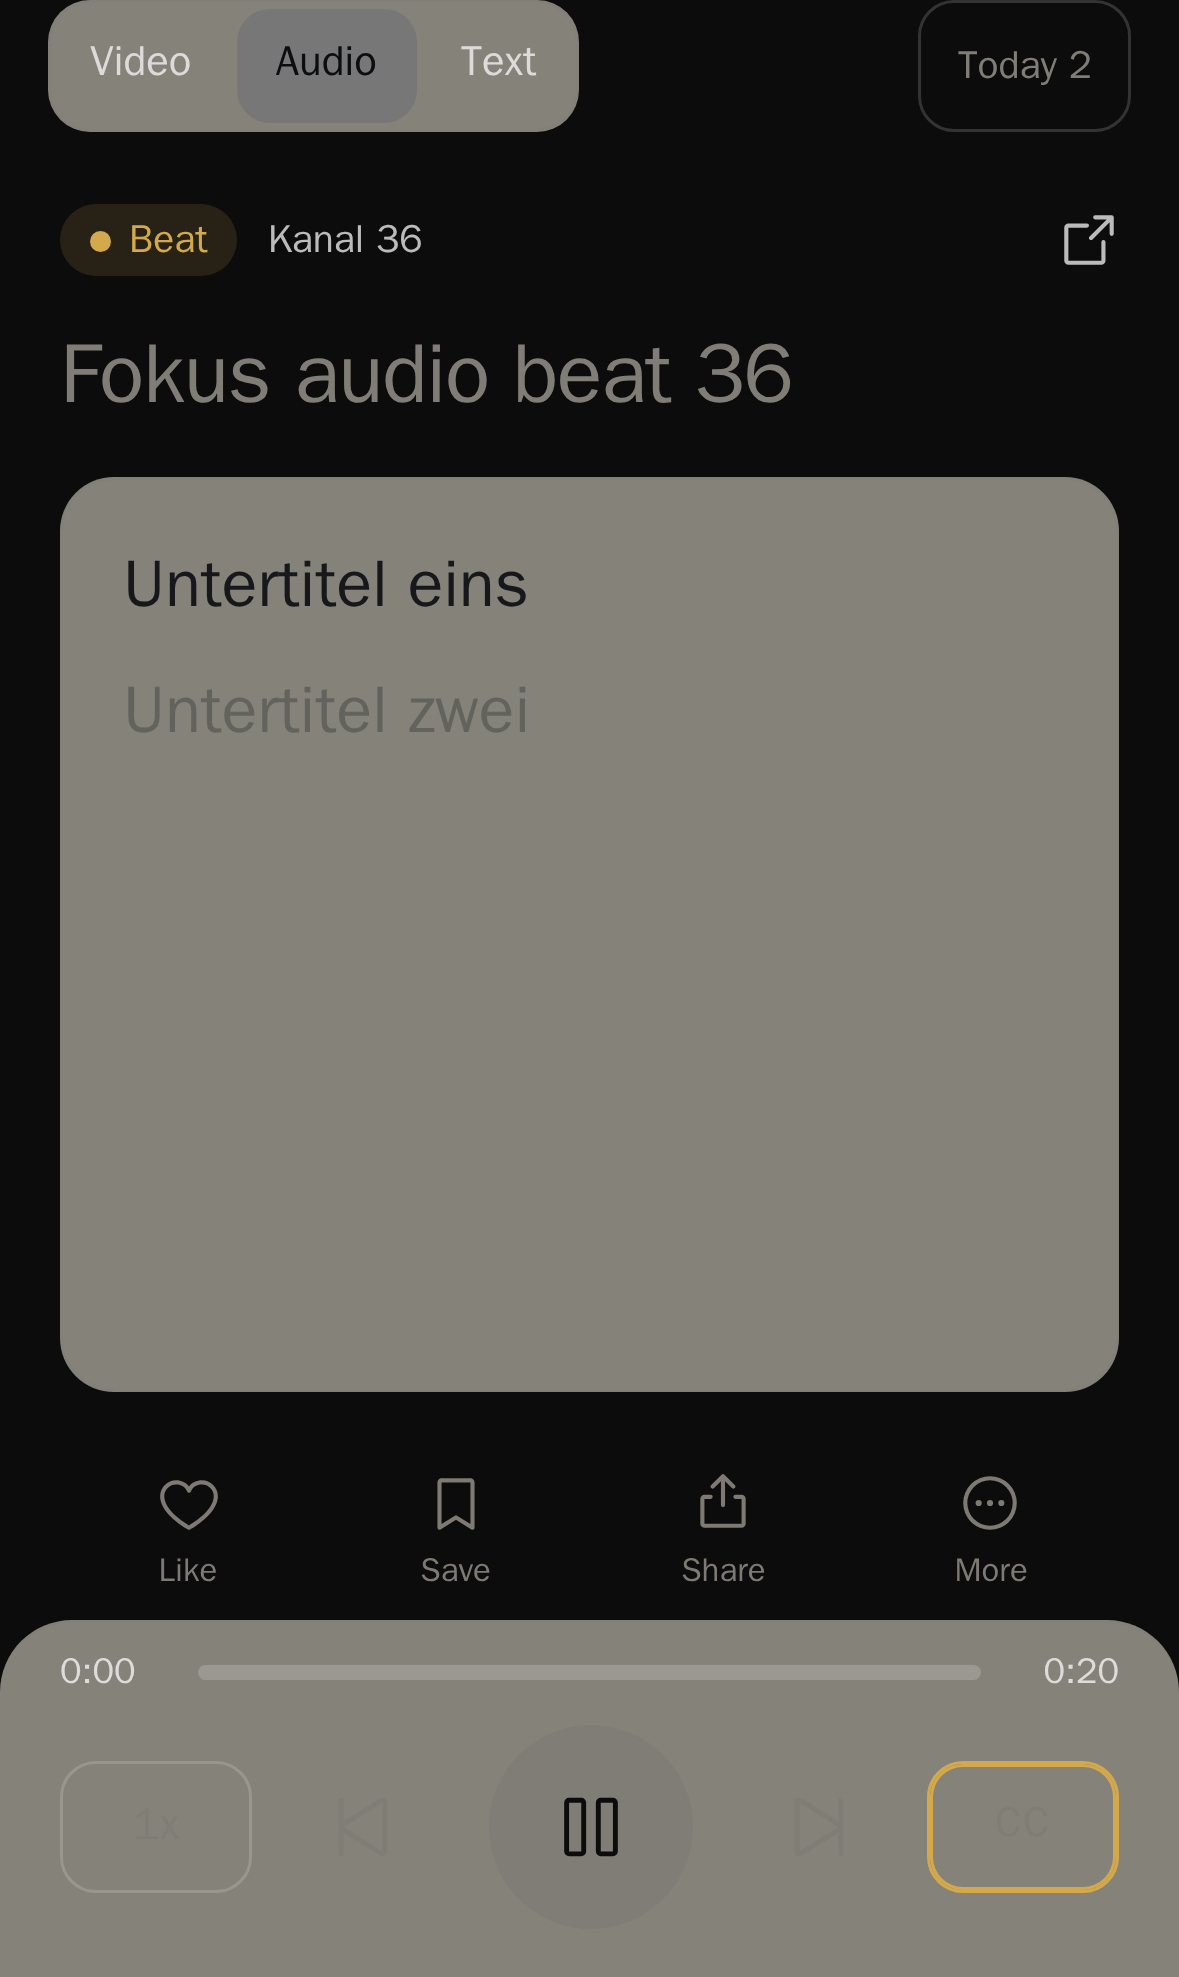 Video Audio Text Today 2
Beat Kanal 36
Fokus audio beat 36
Untertitel eins
Untertitel zwei
Like Save Share More
0:00 0:20
1x CC